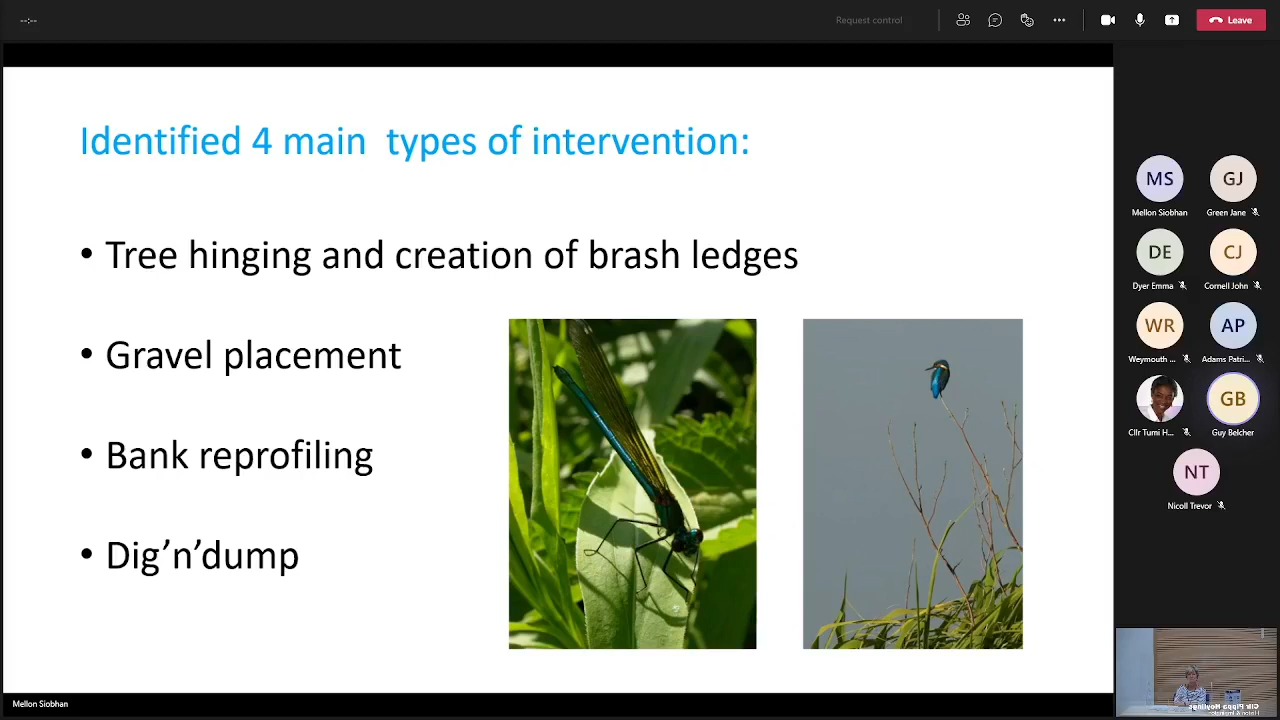 --:--
Request control
Leave
Identified 4 main types of intervention:
• Tree hinging and creation of brash ledges
• Gravel placement
• Bank reprofiling
• Dig’n’dump
MS
GJ
Mellon Siobhan
Green Jane
DE
CJ
Dyer Emma
Cornell John
WR
AP
Weymouth ...
Adams Patri...
GB
Cllr Tumi H...
Guy Belcher
NT
Nicoll Trevor
Mellon Siobhan